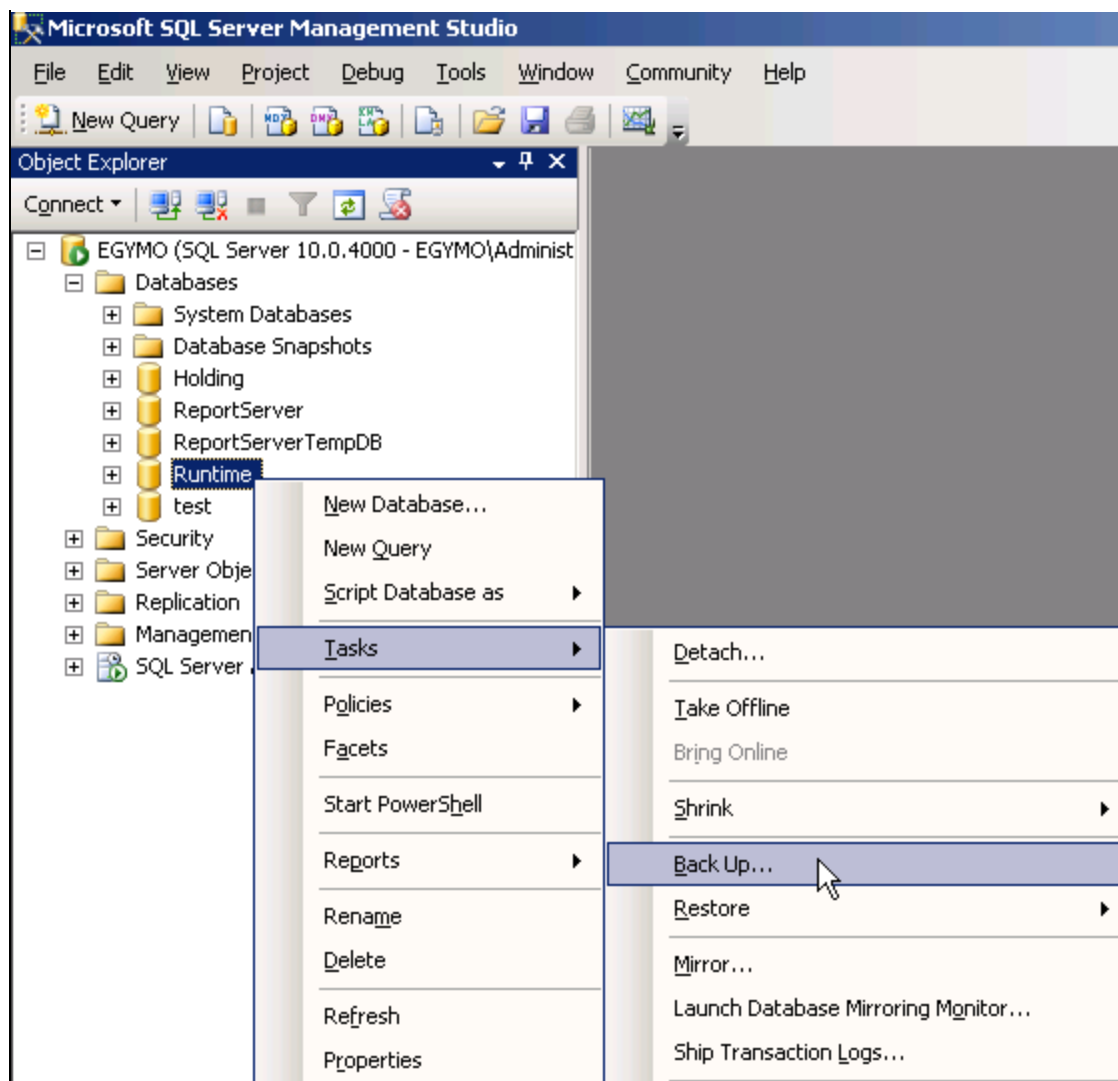 Microsoft SQL Server Management Studio
File Edit View Project Debug Tools Window Community Help
New Query
Object Explorer
Connect
EGYMO (SQL Server 10.0.4000 - EGYMO\Administ
Databases
System Databases
Database Snapshots
Holding
ReportServer
ReportServerTempDB
Runtime
test
Security
Server Obje
Replication
Managemen
SQL Server
New Database...
New Query
Script Database as
Tasks
Policies
Facets
Start PowerShell
Reports
Rename
Delete
Refresh
Properties
Detach...
Take Offline
Bring Online
Shrink
Back Up...
Restore
Mirror...
Launch Database Mirroring Monitor...
Ship Transaction Logs...